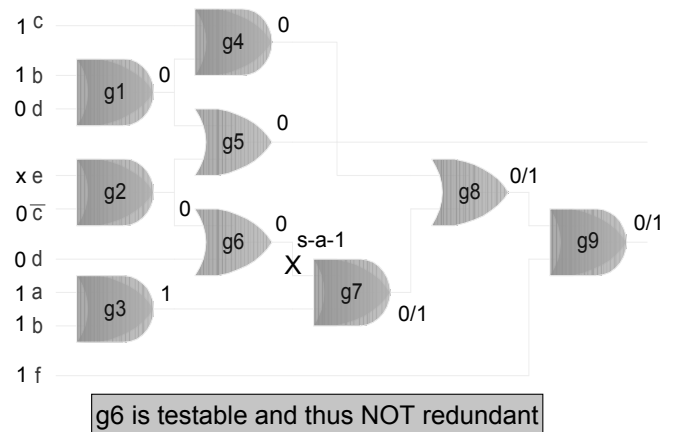 1 c
0
g4
1 b
0
g1
0 d
0
g5
x e
0/1
g2
g8
0 c̅
0
0
0/1
g6
s-a-1
g9
0 d
X
1 a
1
g7
g3
1 b
0/1
1 f
g6 is testable and thus NOT redundant